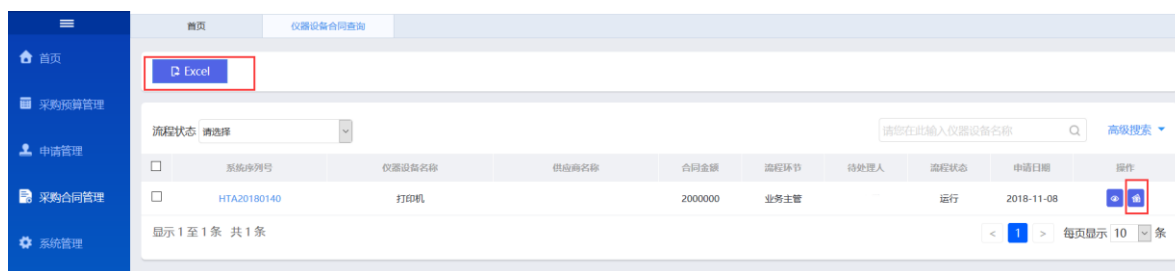 首页 仪器设备合同查询
首页
Excel
采购预算管理
流程状态 请选择 请您在此输入仪器设备名称 高级搜索
申请管理
系统序列号 仪器设备名称 供应商名称 合同金额 流程环节 待处理人 流程状态 申请日期 操作
采购合同管理
HTA20180140 打印机 2000000 业务主管 运行 2018-11-08
显示1至1条 共1条 < 1 > 每页显示 10 条
系统管理